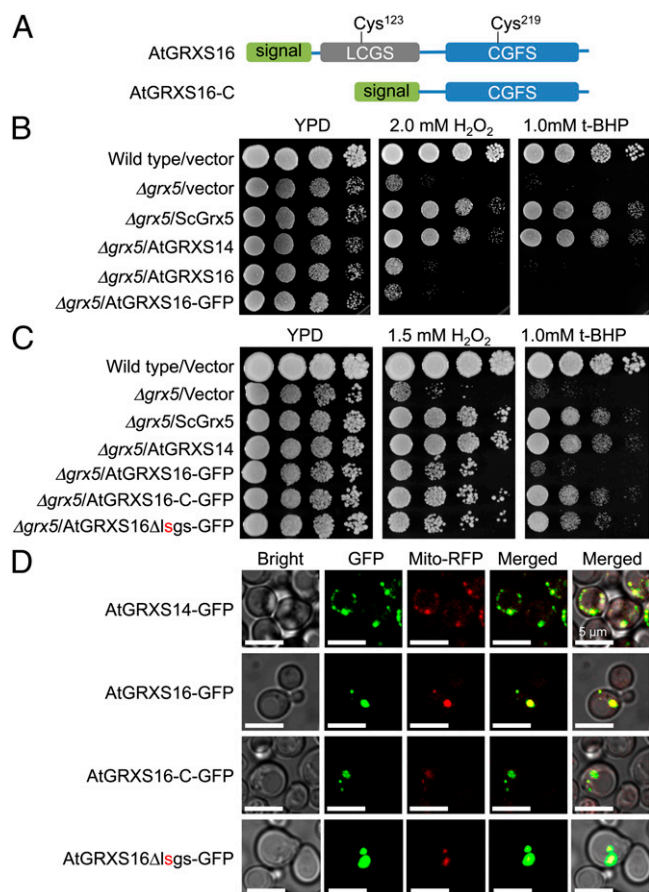 A
Cys¹²³ Cys²¹⁹
AtGRXS16 signal LCGS CGFS
AtGRXS16-C signal CGFS
B
YPD 2.0 mM H₂O₂ 1.0mM t-BHP
Wild type/vector
Δgrx5/vector
Δgrx5/ScGrx5
Δgrx5/AtGRXS14
Δgrx5/AtGRXS16
Δgrx5/AtGRXS16-GFP
C
YPD 1.5 mM H₂O₂ 1.0mM t-BHP
Wild type/Vector
Δgrx5/Vector
Δgrx5/ScGrx5
Δgrx5/AtGRXS14
Δgrx5/AtGRXS16-GFP
Δgrx5/AtGRXS16-C-GFP
Δgrx5/AtGRXS16Δlsgs-GFP
D
Bright GFP Mito-RFP Merged Merged
AtGRXS14-GFP
5 μm
AtGRXS16-GFP
AtGRXS16-C-GFP
AtGRXS16Δlsgs-GFP